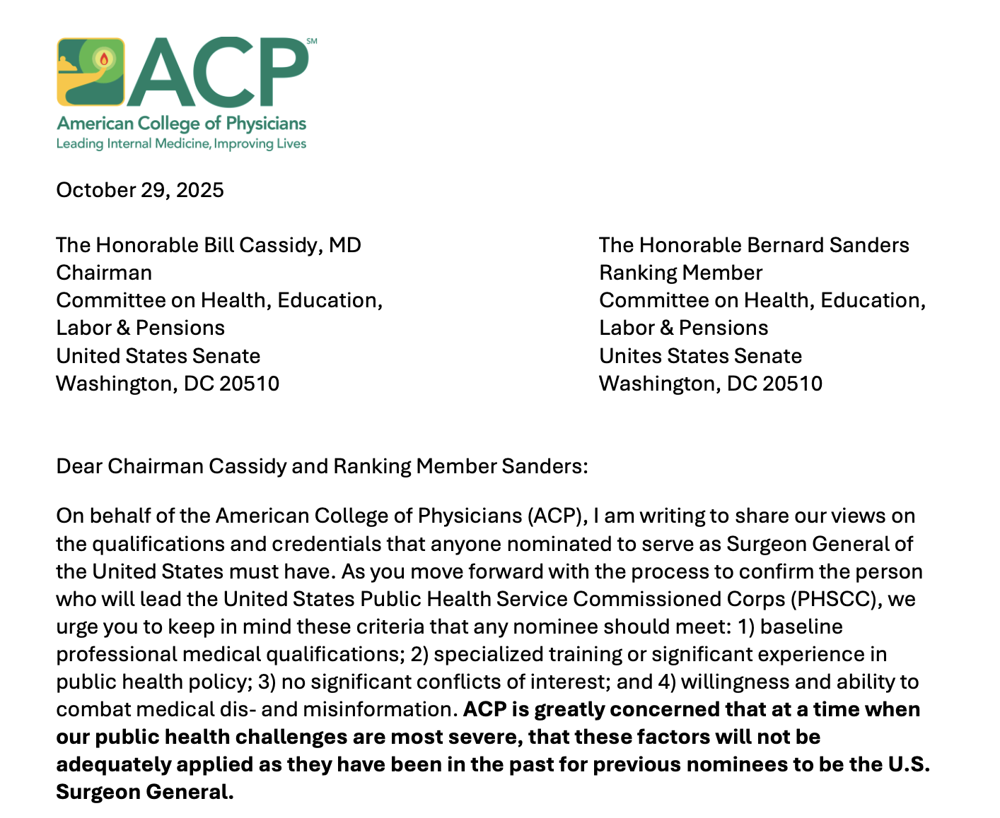 ACP SM
American College of Physicians
Leading Internal Medicine, Improving Lives
October 29, 2025
The Honorable Bill Cassidy, MD
Chairman
Committee on Health, Education,
Labor & Pensions
United States Senate
Washington, DC 20510
The Honorable Bernard Sanders
Ranking Member
Committee on Health, Education,
Labor & Pensions
Unites States Senate
Washington, DC 20510
Dear Chairman Cassidy and Ranking Member Sanders:
On behalf of the American College of Physicians (ACP), I am writing to share our views on
the qualifications and credentials that anyone nominated to serve as Surgeon General of
the United States must have. As you move forward with the process to confirm the person
who will lead the United States Public Health Service Commissioned Corps (PHSCC), we
urge you to keep in mind these criteria that any nominee should meet: 1) baseline
professional medical qualifications; 2) specialized training or significant experience in
public health policy; 3) no significant conflicts of interest; and 4) willingness and ability to
combat medical dis- and misinformation. ACP is greatly concerned that at a time when
our public health challenges are most severe, that these factors will not be
adequately applied as they have been in the past for previous nominees to be the U.S.
Surgeon General.